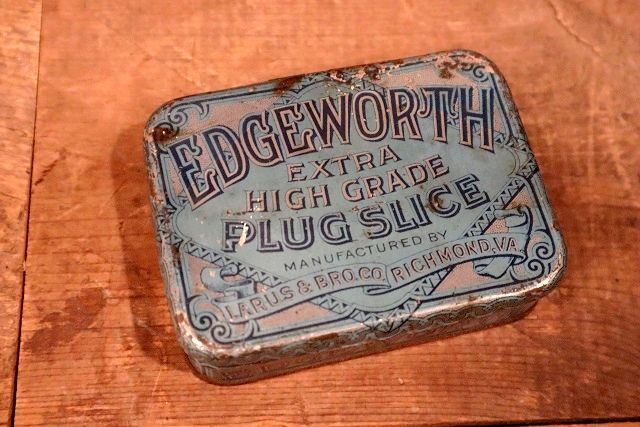 EDGEWORTH
EXTRA
HIGH GRADE
PLUG SLICE
MANUFACTURED BY
LARUS & BRO. CO. RICHMOND, VA.